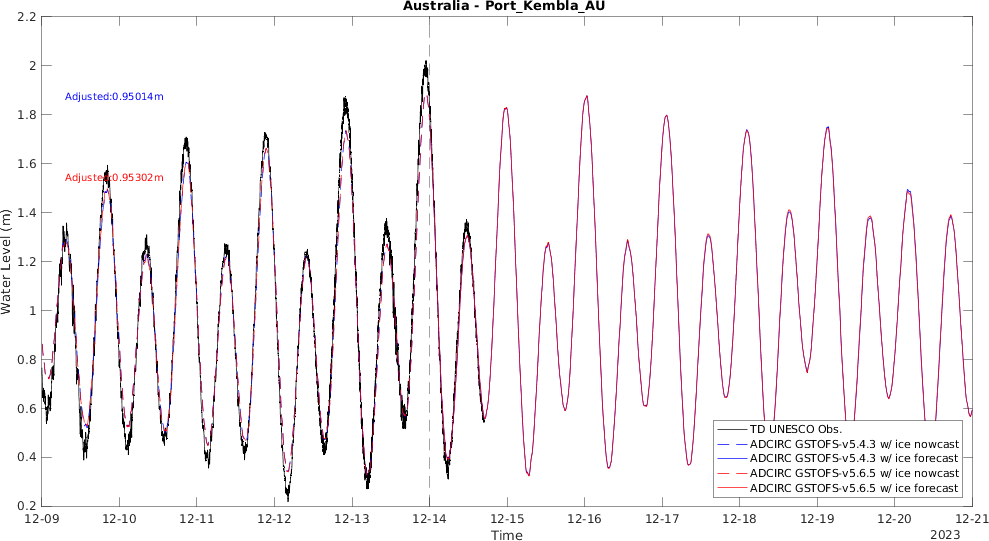 Australia - Port_Kembla_AU
2.2
2
1.8
1.6
1.4
1.2
1
0.8
0.6
0.4
0.2
Water Level (m)
Adjusted:0.95014m
Adjusted:0.95302m
TD UNESCO Obs.
ADCIRC GSTOFS-v5.4.3 w/ ice nowcast
ADCIRC GSTOFS-v5.4.3 w/ ice forecast
ADCIRC GSTOFS-v5.6.5 w/ ice nowcast
ADCIRC GSTOFS-v5.6.5 w/ ice forecast
12-09 12-10 12-11 12-12 12-13 12-14 12-15 12-16 12-17 12-18 12-19 12-20 12-21
Time
2023